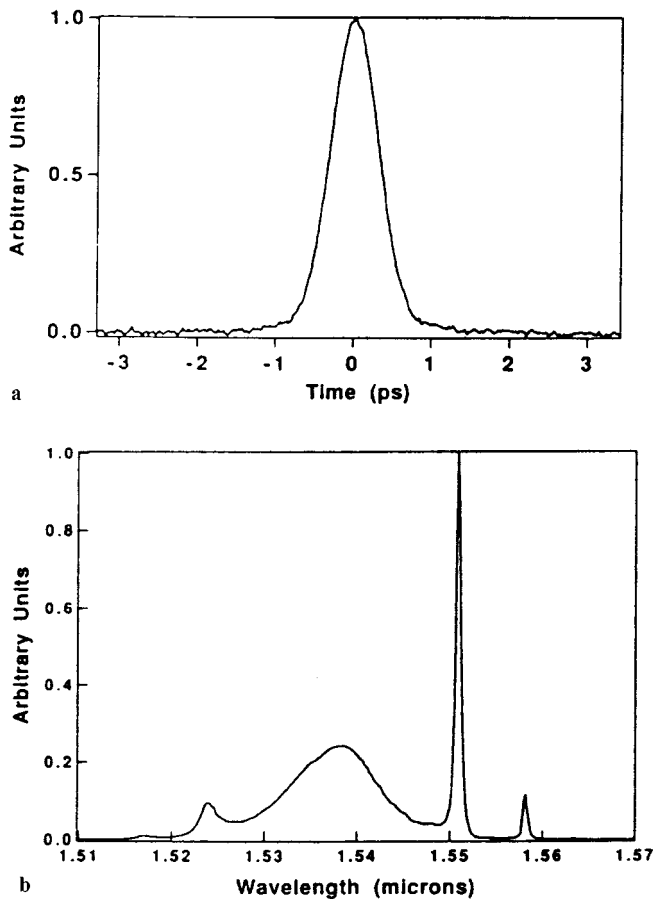 1.0
Arbitrary Units
0.5
0.0
-3 -2 -1 0 1 2 3
Time (ps)
a
1.0
0.8
Arbitrary Units
0.6
0.4
0.2
0.0
1.51 1.52 1.53 1.54 1.55 1.56 1.57
Wavelength (microns)
b